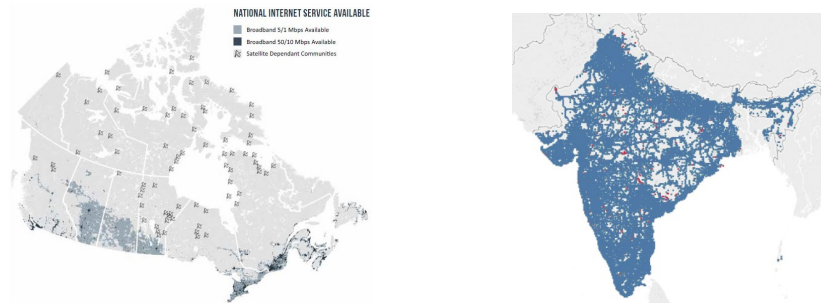 NATIONAL INTERNET SERVICE AVAILABLE
Broadband 5/1 Mbps Available
Broadband 50/10 Mbps Available
Satellite Dependant Communities